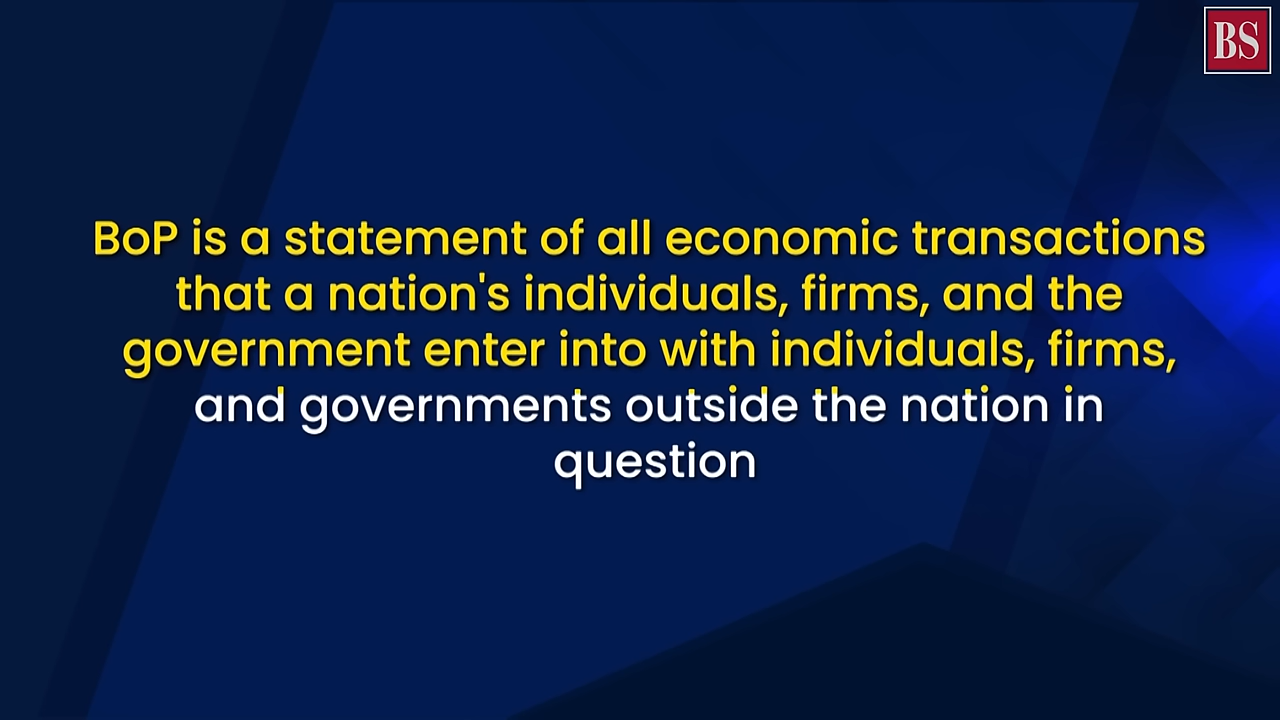 BS
BoP is a statement of all economic transactions
that a nation's individuals, firms, and the
government enter into with individuals, firms,
and governments outside the nation in
question